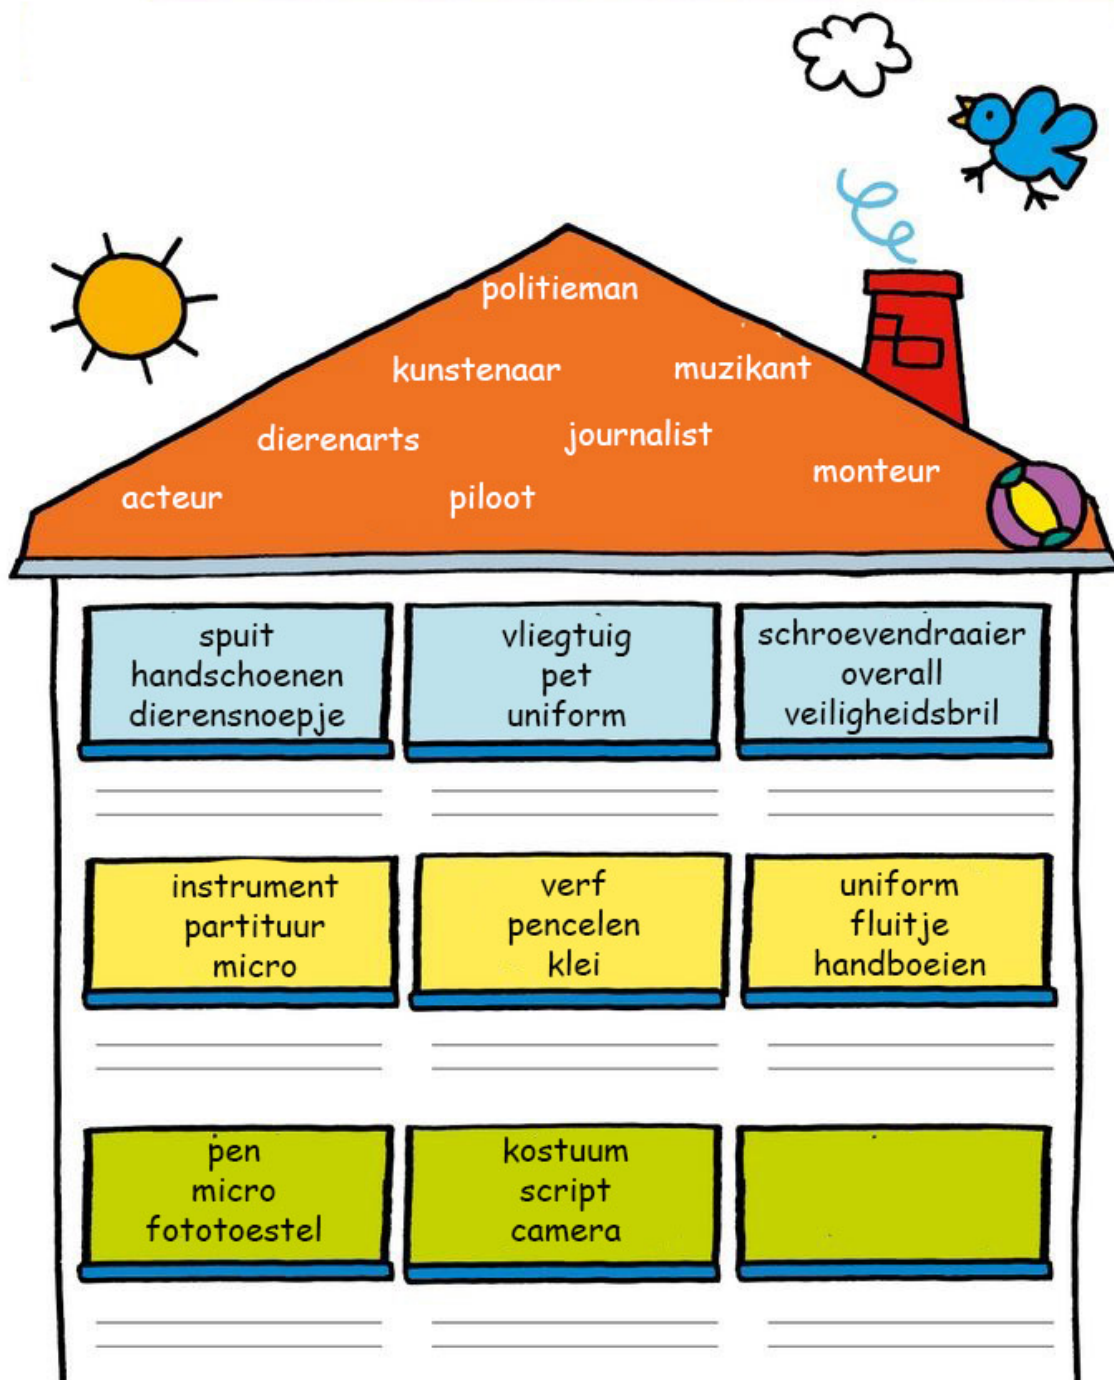 politieman
kunstenaar
muzikant
dierenarts
journalist
monteur
acteur
piloot
spuit
handschoenen
dierensnoepje
vliegtuig
pet
uniform
schroevendraaier
overall
veiligheidsbril
instrument
partituur
micro
verf
pencelen
klei
uniform
fluitje
handboeien
pen
micro
fototoestel
kostuum
script
camera